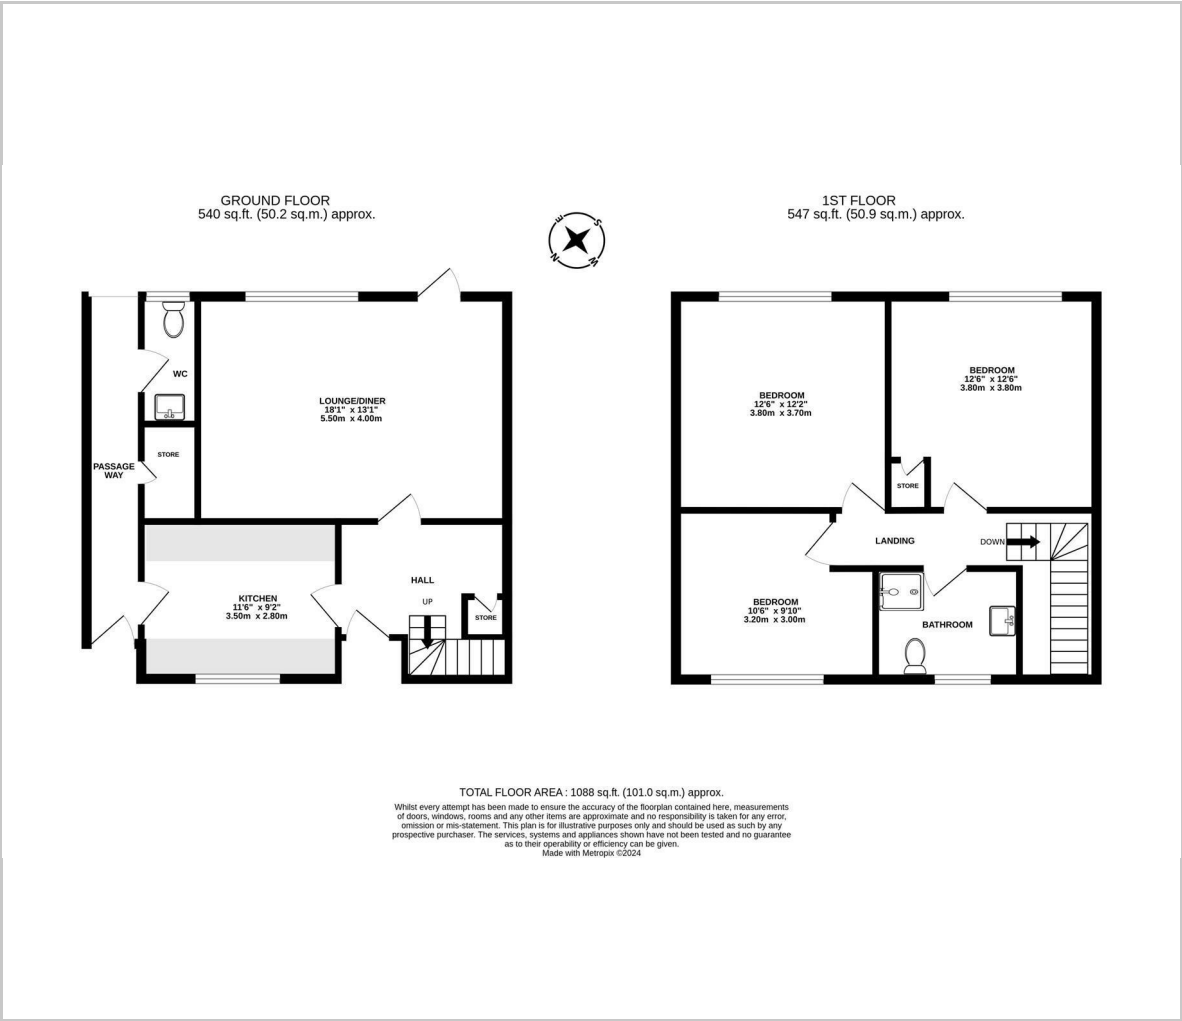 GROUND FLOOR
540 sq.ft. (50.2 sq.m.) approx.
1ST FLOOR
547 sq.ft. (50.9 sq.m.) approx.
E
S
N
W
WC
LOUNGE/DINER
18'1" x 13'1"
5.50m x 4.00m
STORE
PASSAGE
WAY
KITCHEN
11'6" x 9'2"
3.50m x 2.80m
HALL
UP
STORE
BEDROOM
12'6" x 12'2"
3.80m x 3.70m
BEDROOM
12'6" x 12'6"
3.80m x 3.80m
STORE
LANDING
DOWN
BEDROOM
10'6" x 9'10"
3.20m x 3.00m
BATHROOM
TOTAL FLOOR AREA : 1088 sq.ft. (101.0 sq.m.) approx.
Whilst every attempt has been made to ensure the accuracy of the floorplan contained here, measurements
of doors, windows, rooms and any other items are approximate and no responsibility is taken for any error,
omission or mis-statement. This plan is for illustrative purposes only and should be used as such by any
prospective purchaser. The services, systems and appliances shown have not been tested and no guarantee
as to their operability or efficiency can be given.
Made with Metropix ©2024